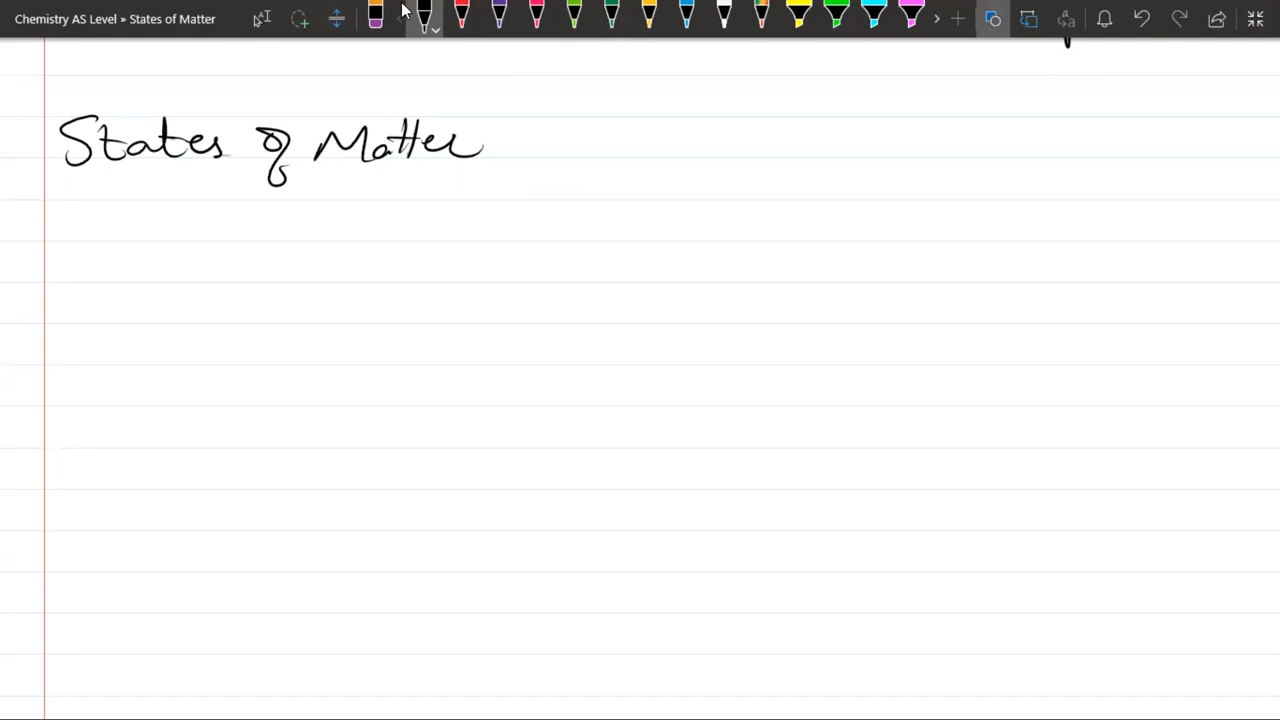 Chemistry AS Level » States of Matter
States of Matter